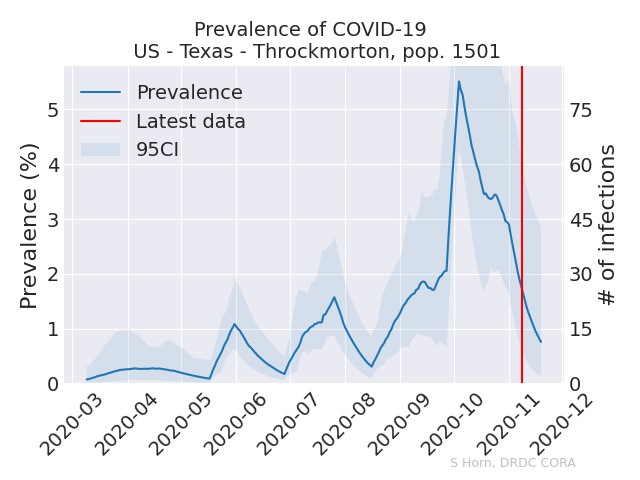 Prevalence of COVID-19
US - Texas - Throckmorton, pop. 1501
Prevalence
Latest data
95CI
Prevalence (%)
5
4
3
2
1
0
75
60
45
30
15
0
# of infections
2020-03
2020-04
2020-05
2020-06
2020-07
2020-08
2020-09
2020-10
2020-11
2020-12
S Horn, DRDC CORA